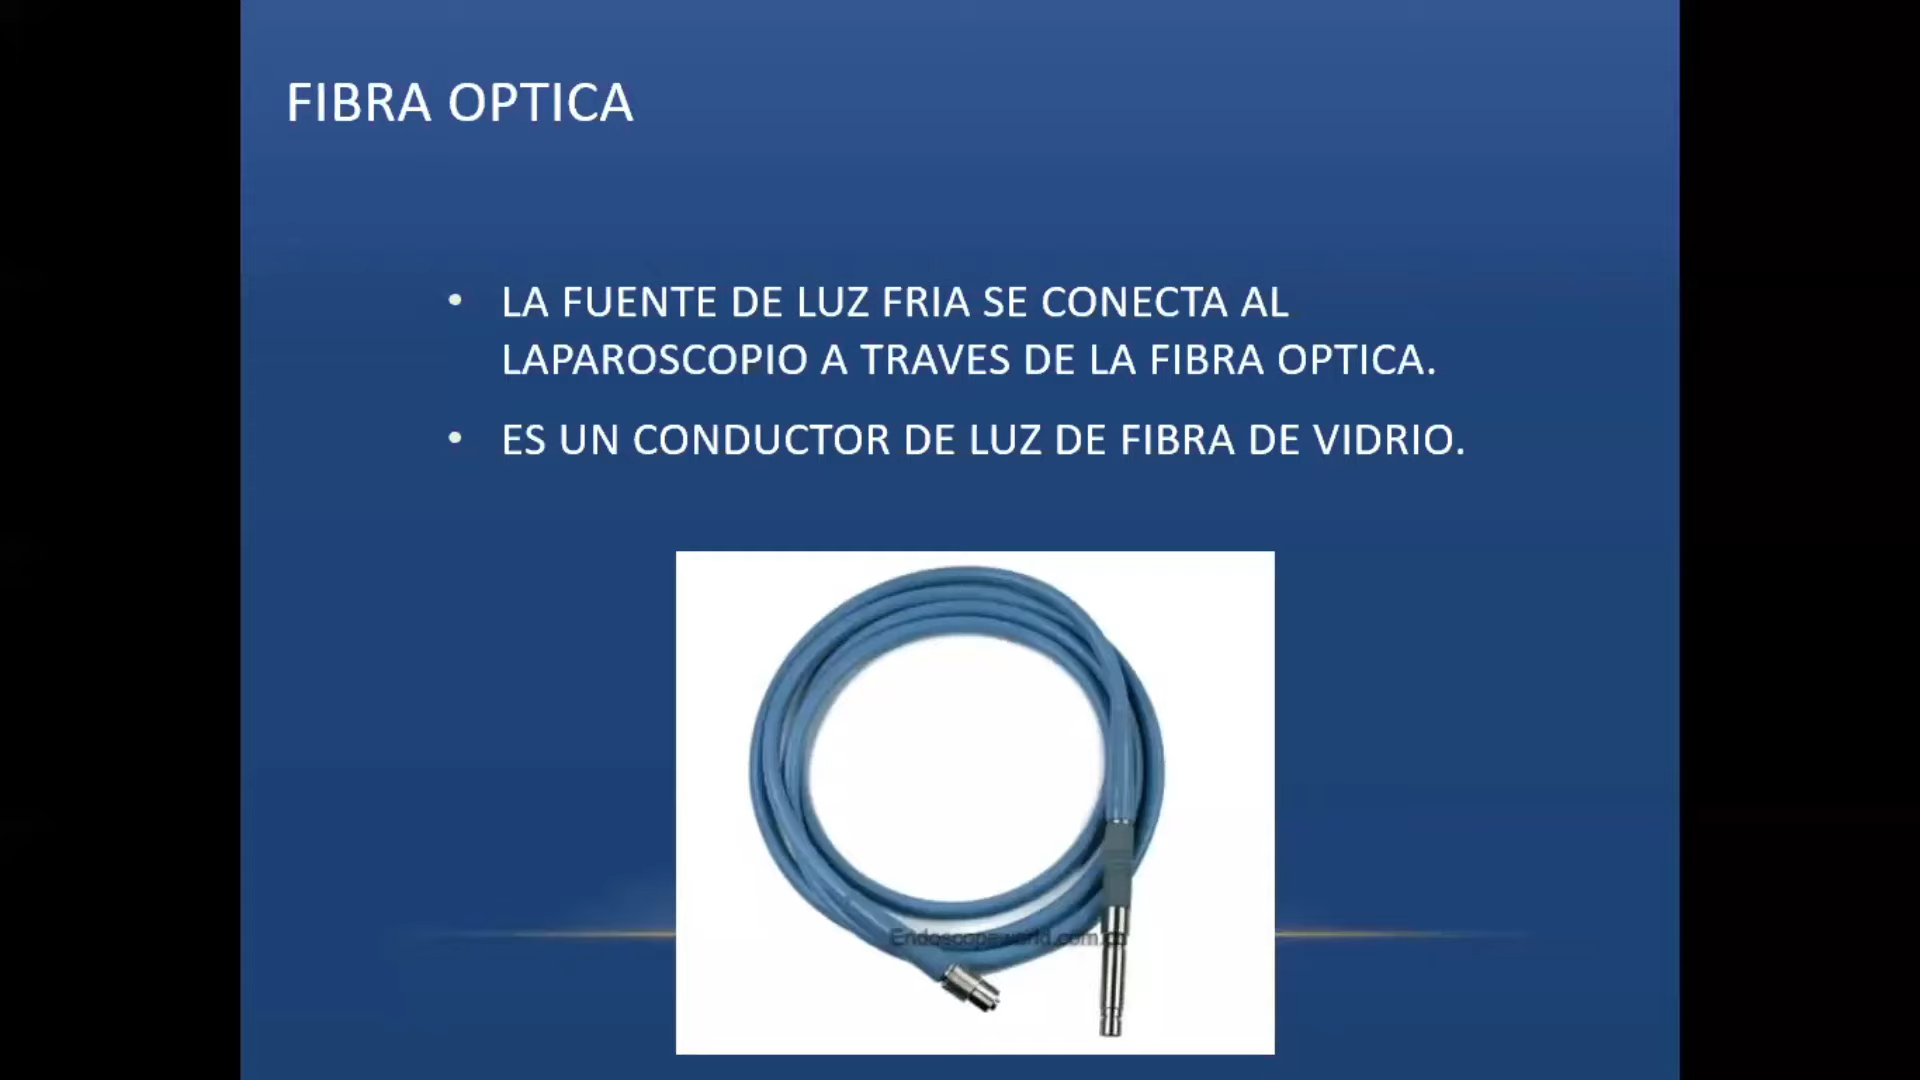 FIBRA OPTICA
• LA FUENTE DE LUZ FRIA SE CONECTA AL
LAPAROSCOPIO A TRAVES DE LA FIBRA OPTICA.
• ES UN CONDUCTOR DE LUZ DE FIBRA DE VIDRIO.